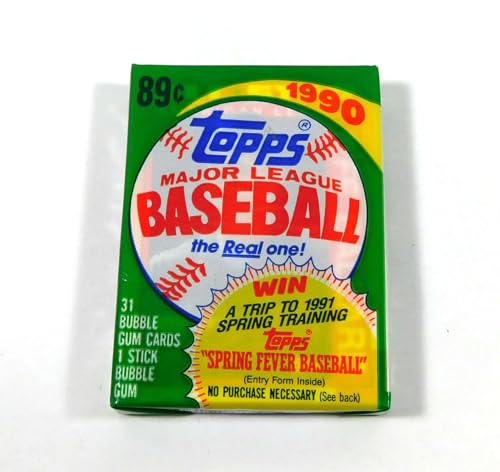 89¢
1990
Topps®
MAJOR LEAGUE
BASEBALL
the Real one!
WIN
A TRIP TO 1991
SPRING TRAINING
Topps®
"SPRING FEVER BASEBALL"
(Entry Form Inside)
NO PURCHASE NECESSARY (See back)
31
BUBBLE
GUM CARDS
1 STICK
BUBBLE
GUM